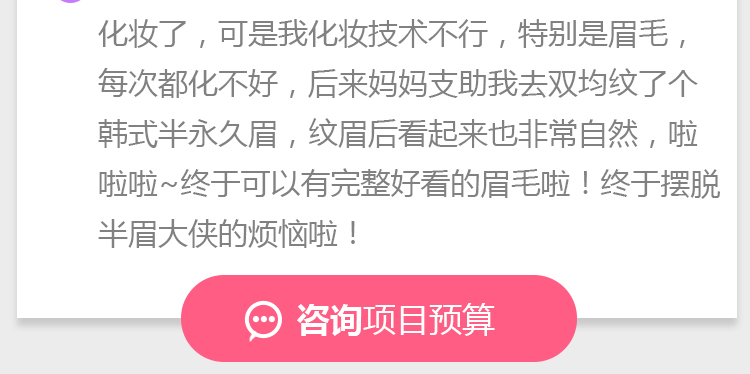 化妆了，可是我化妆技术不行，特别是眉毛，
每次都化不好，后来妈妈支助我去双均纹了个
韩式半永久眉，纹眉后看起来也非常自然，啦
啦啦~终于可以有完整好看的眉毛啦！终于摆脱
半眉大侠的烦恼啦！
咨询项目预算